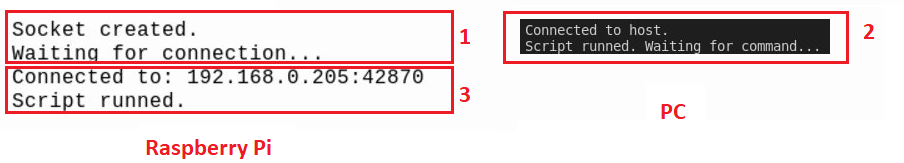 Socket created.
Waiting for connection...
1
Connected to: 192.168.0.205:42870
Script runned.
3
Raspberry Pi
Connected to host.
Script runned. Waiting for command...
2
PC